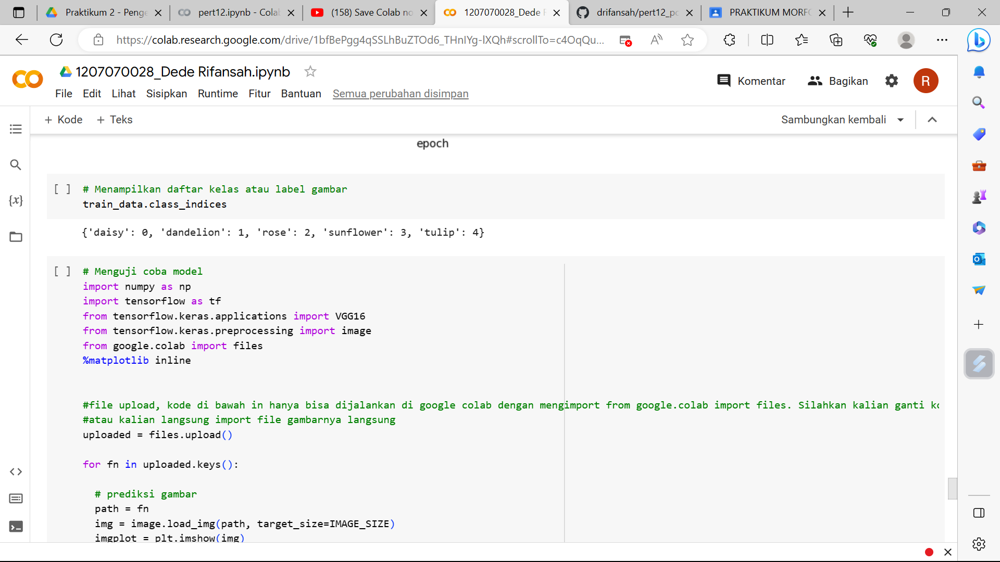 Praktikum 2 - Penge
pert12.ipynb - Colab
(158) Save Colab no
1207070028_Dede R
drifansah/pert12_pc
PRAKTIKUM MORFO
https://colab.research.google.com/drive/1bfBePgg4qSSLhBuZTOd6_THnIYg-lXQh#scrollTo=c4OqQu...
1207070028_Dede Rifansah.ipynb
Komentar
Bagikan
R
File Edit Lihat Sisipkan Runtime Fitur Bantuan Semua perubahan disimpan
+ Kode + Teks
Sambungkan kembali
epoch
[ ] # Menampilkan daftar kelas atau label gambar
train_data.class_indices
{'daisy': 0, 'dandelion': 1, 'rose': 2, 'sunflower': 3, 'tulip': 4}
[ ] # Menguji coba model
import numpy as np
import tensorflow as tf
from tensorflow.keras.applications import VGG16
from tensorflow.keras.preprocessing import image
from google.colab import files
%matplotlib inline
#file upload, kode di bawah in hanya bisa dijalankan di google colab dengan mengimport from google.colab import files. Silahkan kalian ganti ko
#atau kalian langsung import file gambarnya langsung
uploaded = files.upload()
for fn in uploaded.keys():
# prediksi gambar
path = fn
img = image.load_img(path, target_size=IMAGE_SIZE)
imgplot = plt.imshow(img)